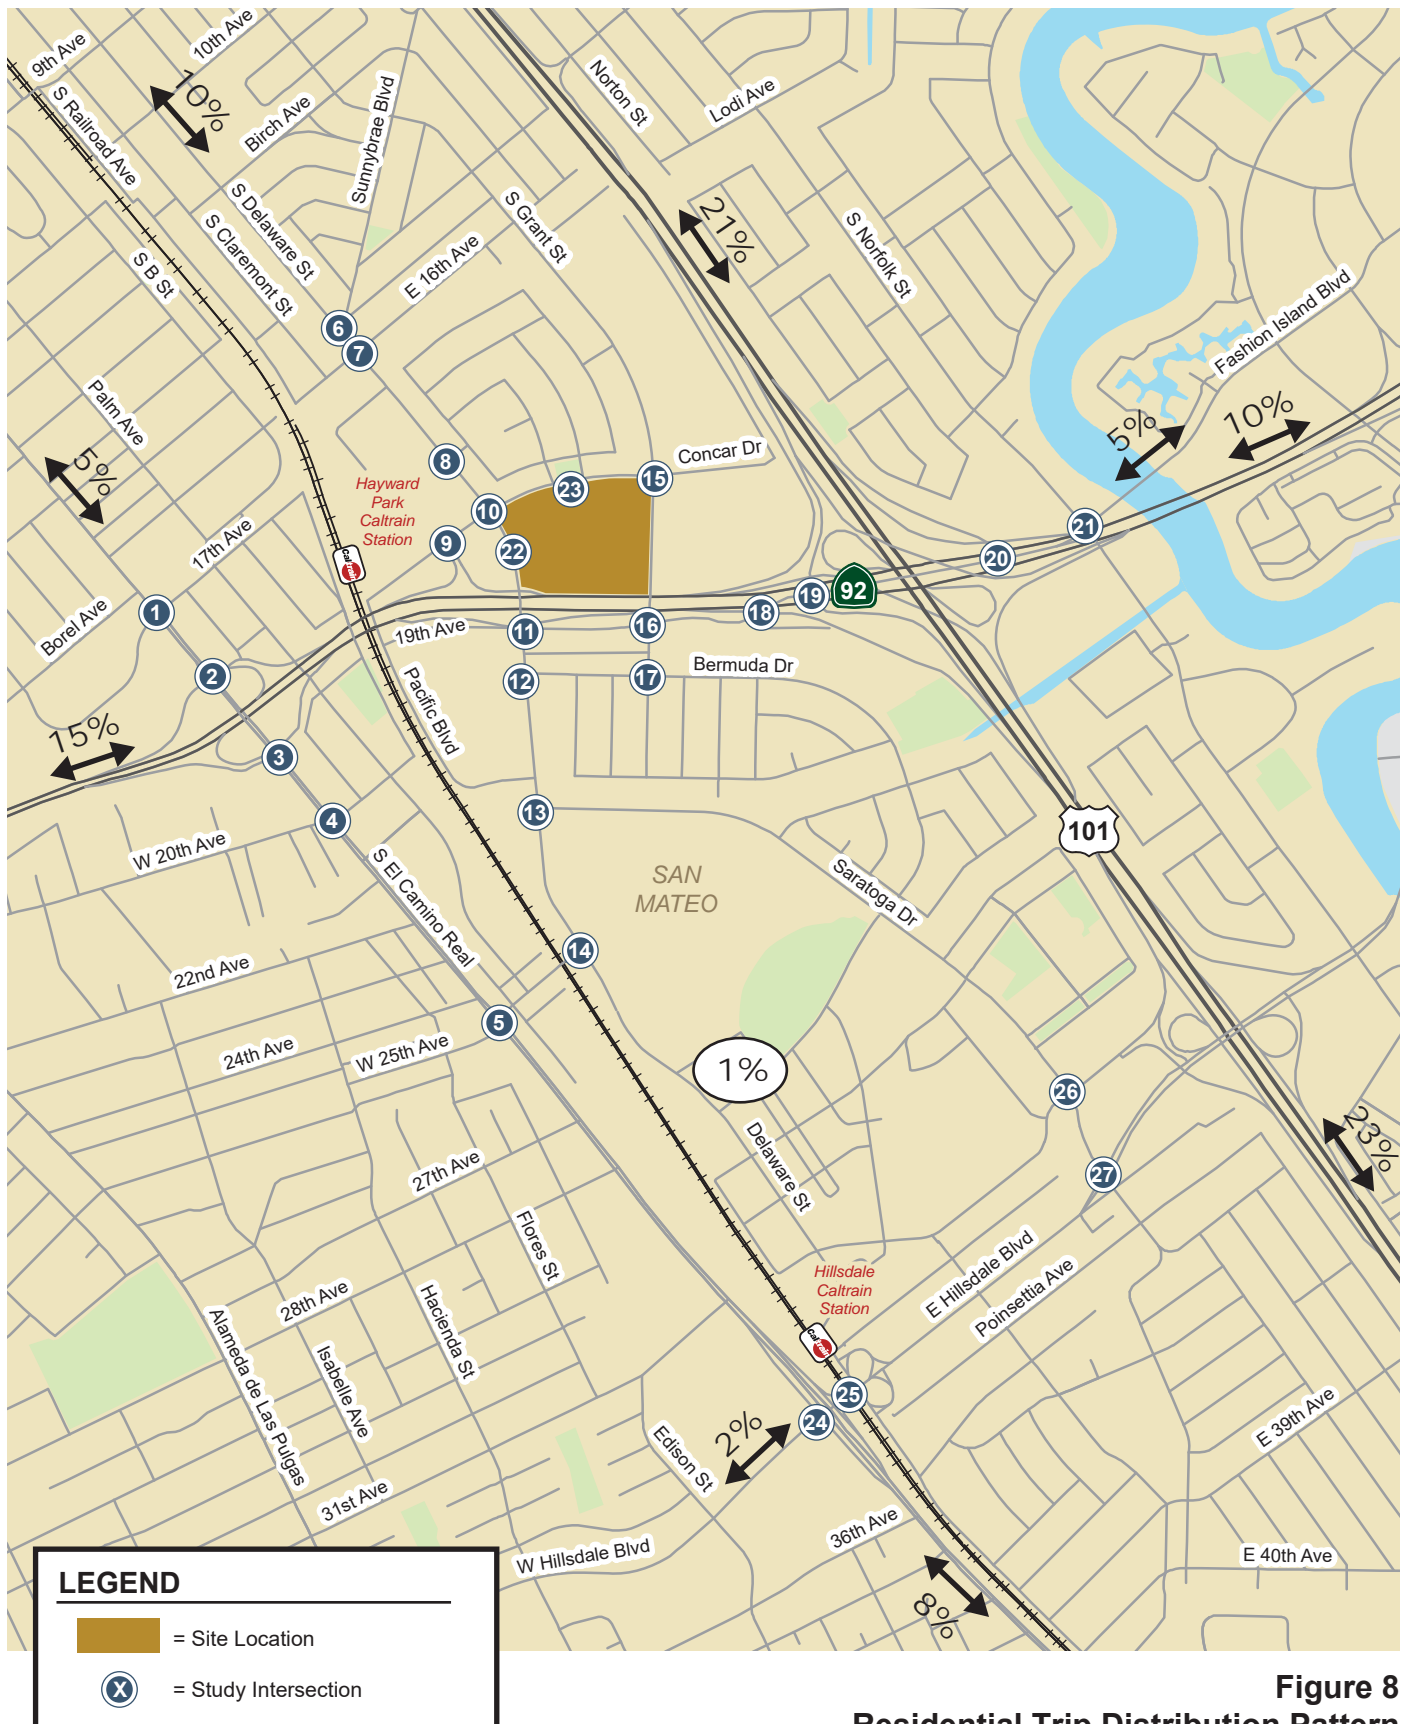 9th Ave
10th Ave
S Railroad Ave
10%
Birch Ave
Sunnybrae Blvd
Norton St
Lodi Ave
S Delaware St
S Claremont St
S B St
E 16th Ave
S Grant St
21%
S Norfolk St
Fashion Island Blvd
6
7
Palm Ave
5%
5%
10%
Hayward
Park
Caltrain
Station
8
Concar Dr
15
23
10
9
22
17th Ave
Caltrain
21
20
19
92
18
Borel Ave
1
19th Ave
11
16
2
12
17
Bermuda Dr
Pacific Blvd
15%
3
4
13
101
W 20th Ave
S El Camino Real
SAN
MATEO
Saratoga Dr
22nd Ave
14
5
24th Ave
W 25th Ave
1%
26
23%
Delaware St
27th Ave
27
Flores St
E Hillsdale Blvd
Poinsettia Ave
Hillsdale
Caltrain
Station
28th Ave
Hacienda St
Alameda de Las Pulgas
Isabelle Ave
Caltrain
25
24
2%
Edison St
E 39th Ave
31st Ave
36th Ave
W Hillsdale Blvd
E 40th Ave
8%
LEGEND
= Site Location
X = Study Intersection
Figure 8
Residential Trip Distribution Pattern